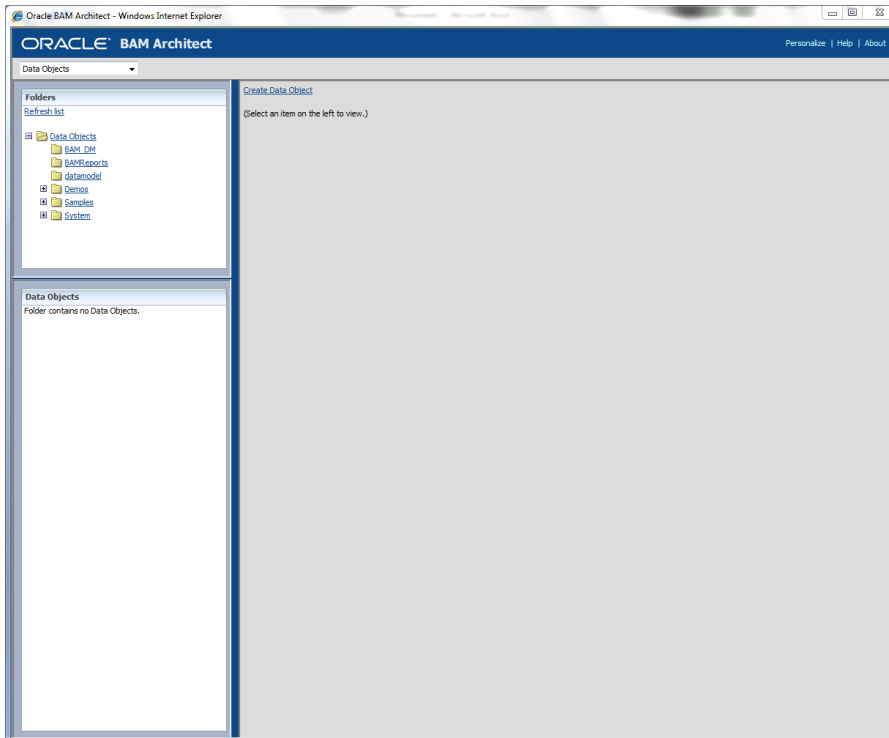 Oracle BAM Architect - Windows Internet Explorer
ORACLE BAM Architect
Personalize | Help | About
Data Objects
Folders
Refresh list
Data Objects
BAM_DM
BAMReports
datamodel
Demos
Samples
System
Create Data Object
(Select an item on the left to view.)
Data Objects
Folder contains no Data Objects.